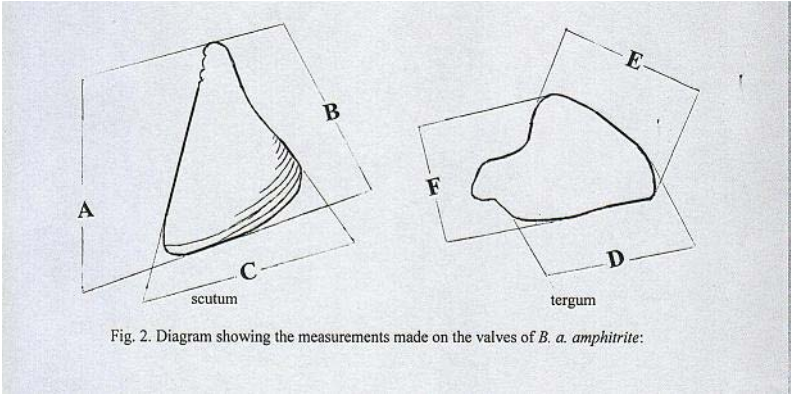 E
B
F
A
D
C
scutum
tergum
Fig. 2. Diagram showing the measurements made on the valves of B. a. amphitrite: